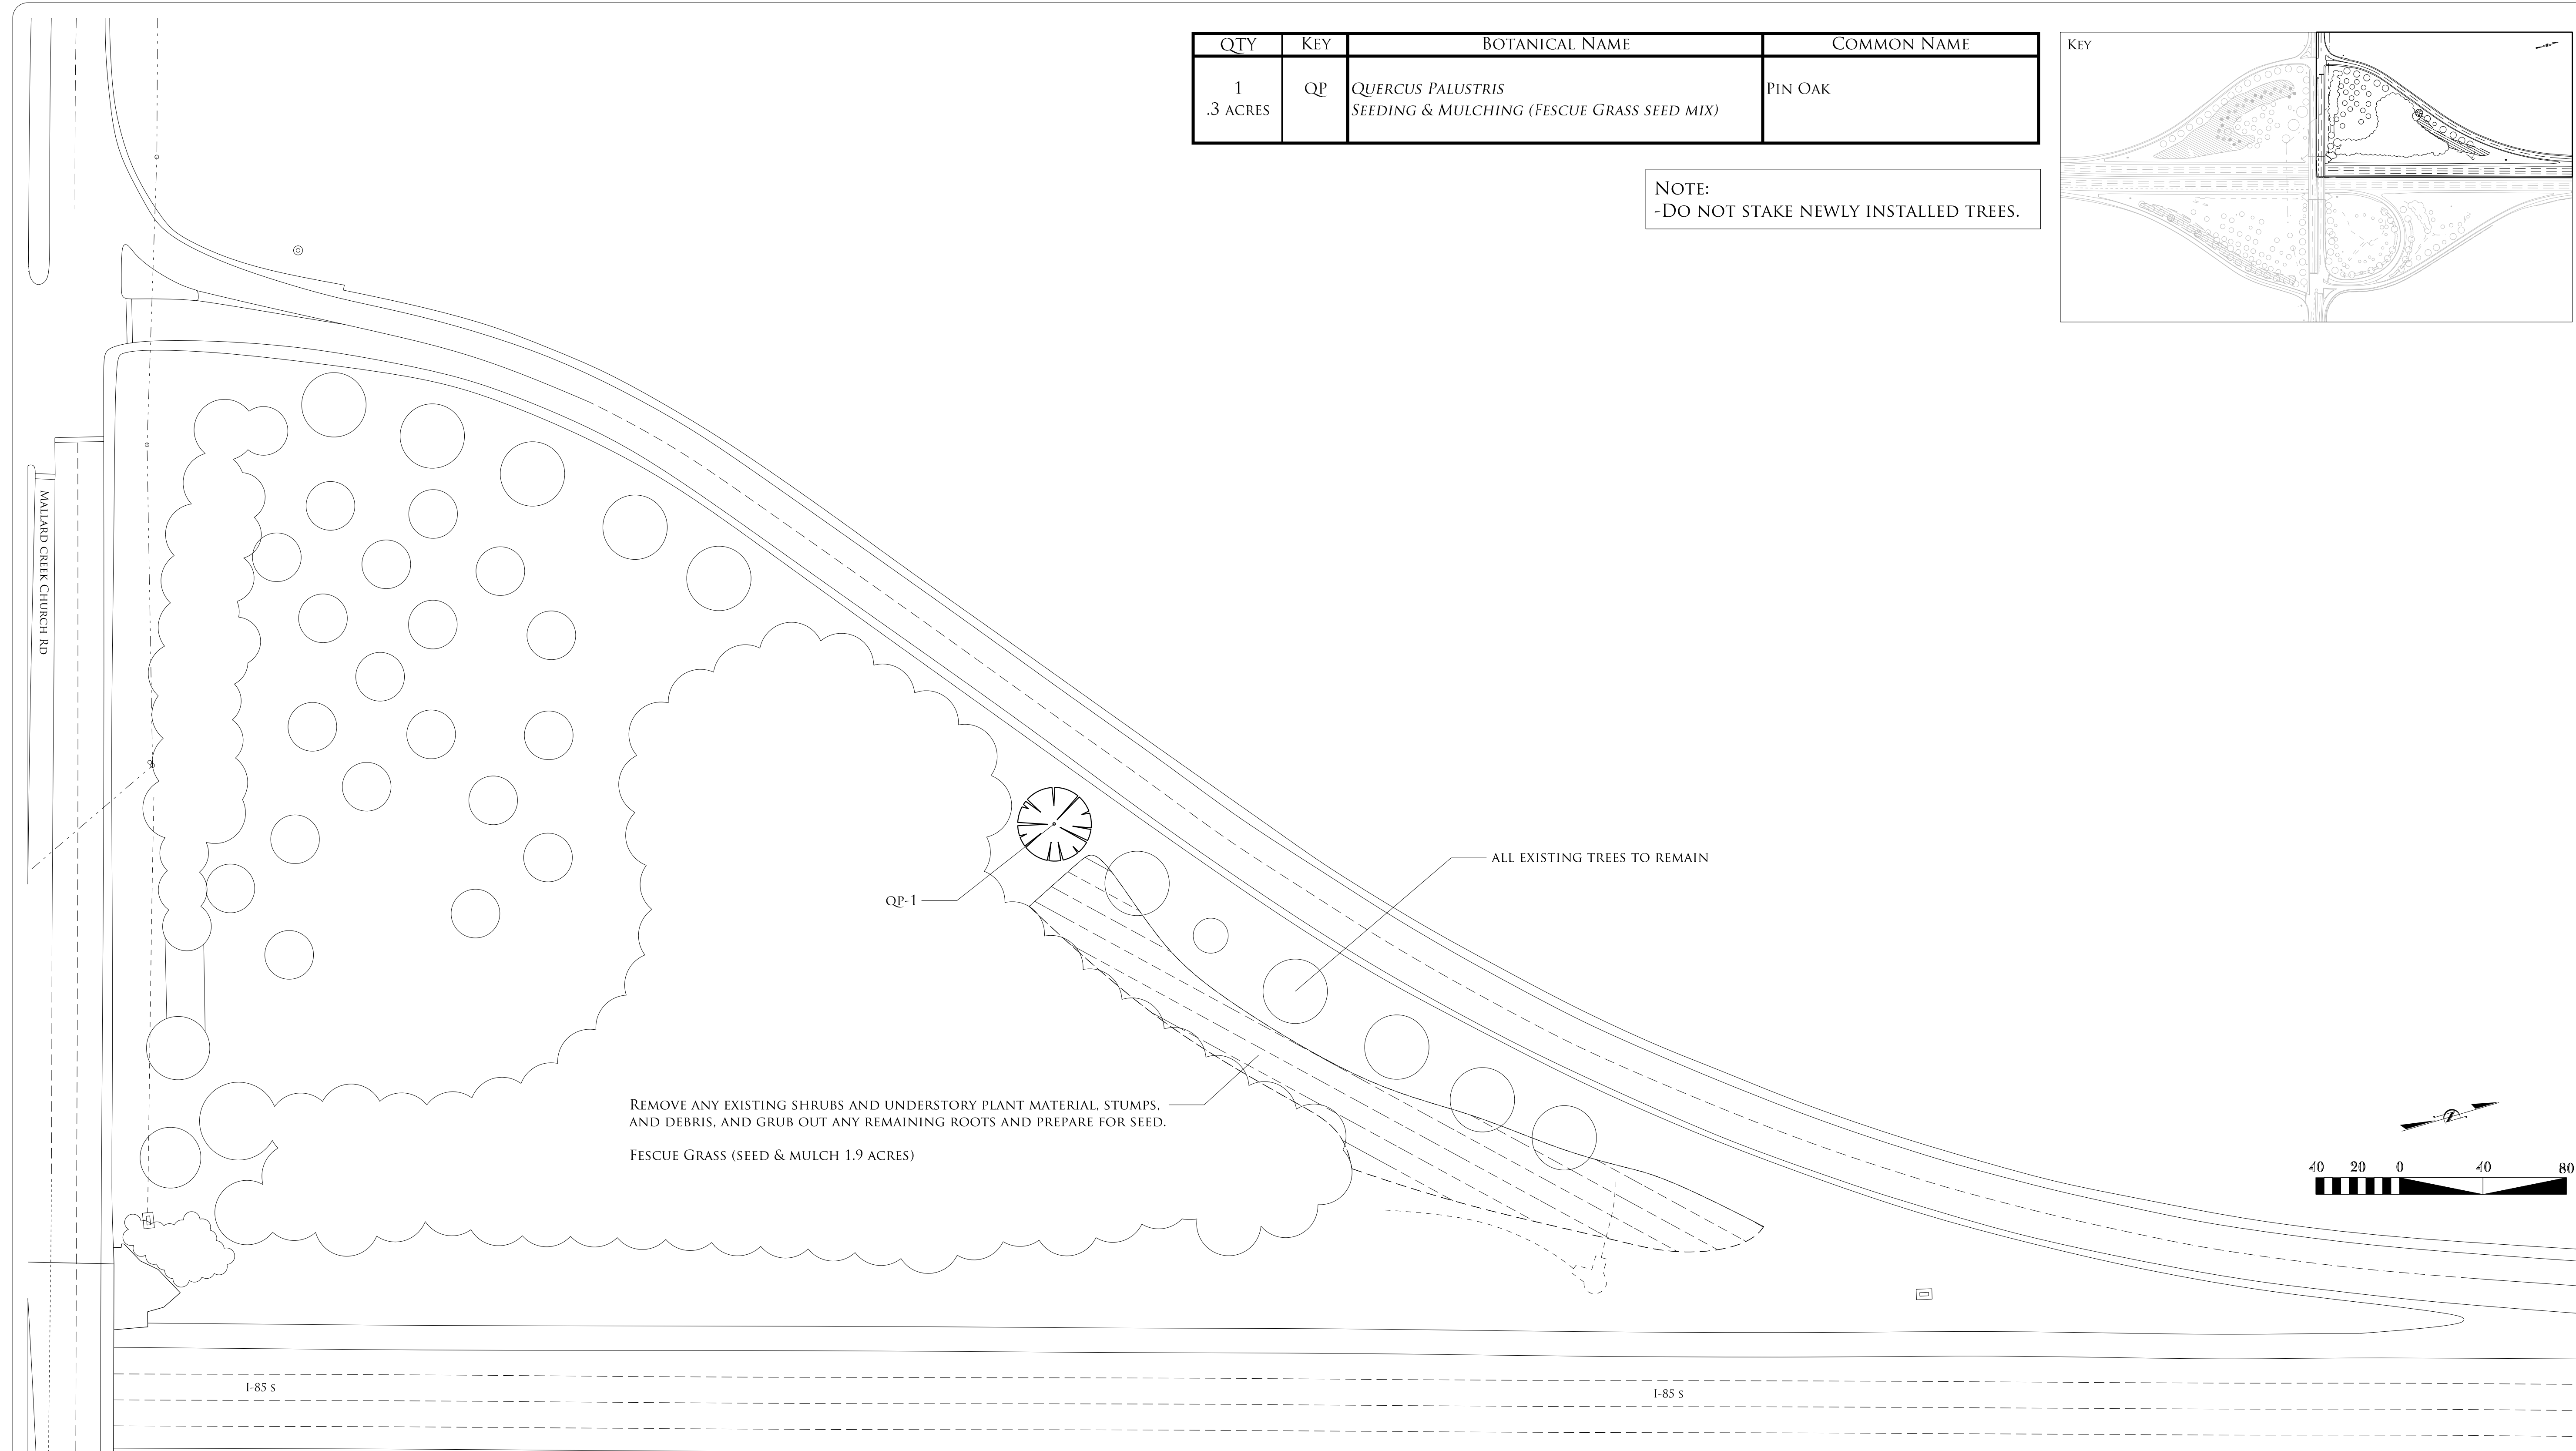 QTY KEY BOTANICAL NAME COMMON NAME
1 QP QUERCUS PALUSTRIS PIN OAK
.3 ACRES SEEDING & MULCHING (FESCUE GRASS SEED MIX)
KEY
NOTE:
-DO NOT STAKE NEWLY INSTALLED TREES.
MALLARD CREEK CHURCH RD
ALL EXISTING TREES TO REMAIN
QP-1
REMOVE ANY EXISTING SHRUBS AND UNDERSTORY PLANT MATERIAL, STUMPS,
AND DEBRIS, AND GRUB OUT ANY REMAINING ROOTS AND PREPARE FOR SEED.
FESCUE GRASS (SEED & MULCH 1.9 ACRES)
40 20 0 40 80
I-85 S
I-85 S